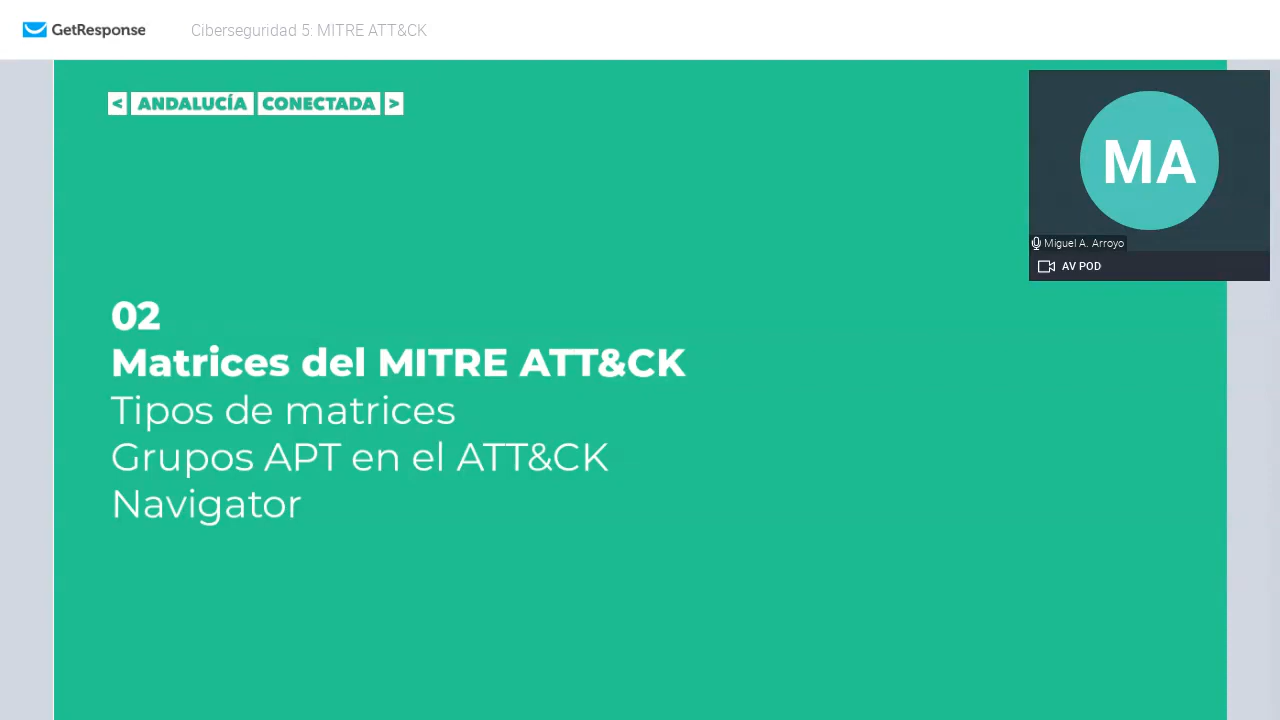 GetResponse
Ciberseguridad 5: MITRE ATT&CK
< ANDALUCÍA CONECTADA >
MA
Miguel A. Arroyo
AV POD
02
Matrices del MITRE ATT&CK
Tipos de matrices
Grupos APT en el ATT&CK
Navigator